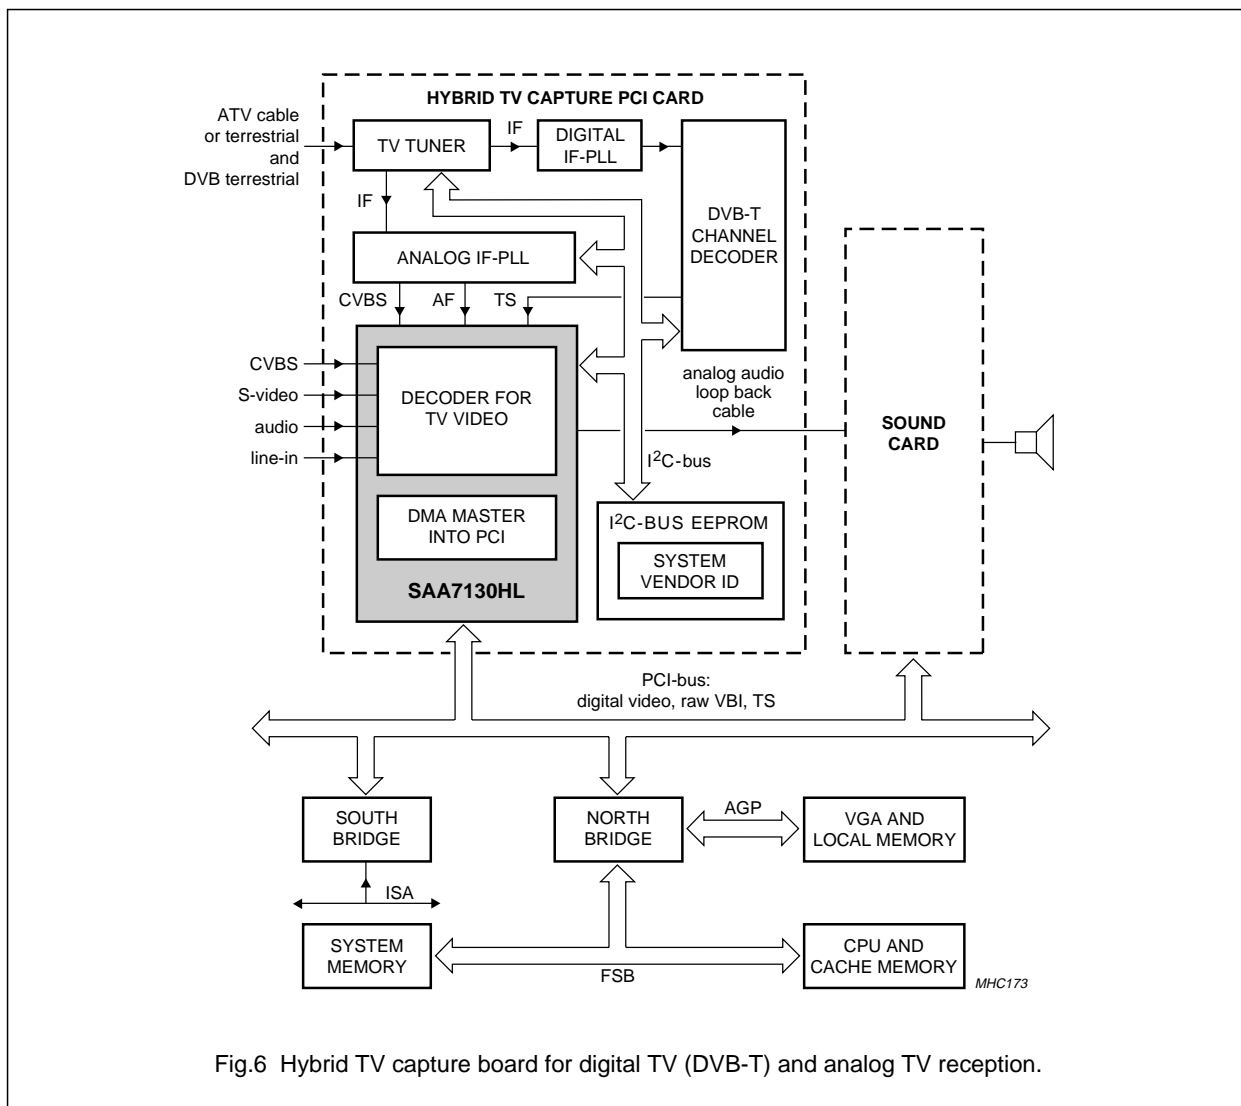 HYBRID TV CAPTURE PCI CARD
ATV cable
or terrestrial
and
DVB terrestrial
TV TUNER
IF
DIGITAL
IF-PLL
IF
DVB-T
CHANNEL
DECODER
ANALOG IF-PLL
CVBS
AF
TS
CVBS
S-video
audio
line-in
DECODER FOR
TV VIDEO
analog audio
loop back
cable
SOUND
CARD
I²C-bus
DMA MASTER
INTO PCI
SAA7130HL
I²C-BUS EEPROM
SYSTEM
VENDOR ID
PCI-bus:
digital video, raw VBI, TS
SOUTH
BRIDGE
NORTH
BRIDGE
AGP
VGA AND
LOCAL MEMORY
ISA
SYSTEM
MEMORY
FSB
CPU AND
CACHE MEMORY
MHC173
Fig.6 Hybrid TV capture board for digital TV (DVB-T) and analog TV reception.